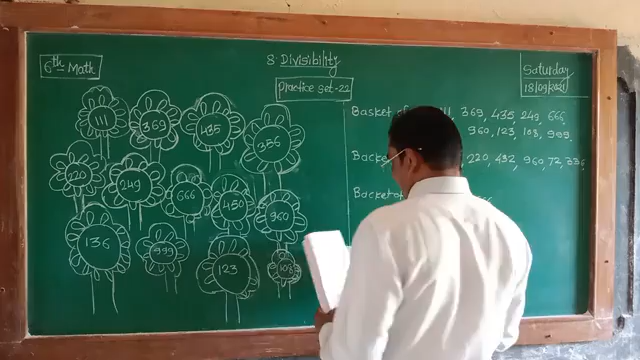 6th - Math
8 Divisibility
Practice set-22
Saturday
18/09/2021
111
369
435
356
220
249
666
450
960
136
999
123
108
Basket of 111, 369, 435, 249, 666
960, 123, 108, 999.
220, 432, 960, 72, 336
Basket of